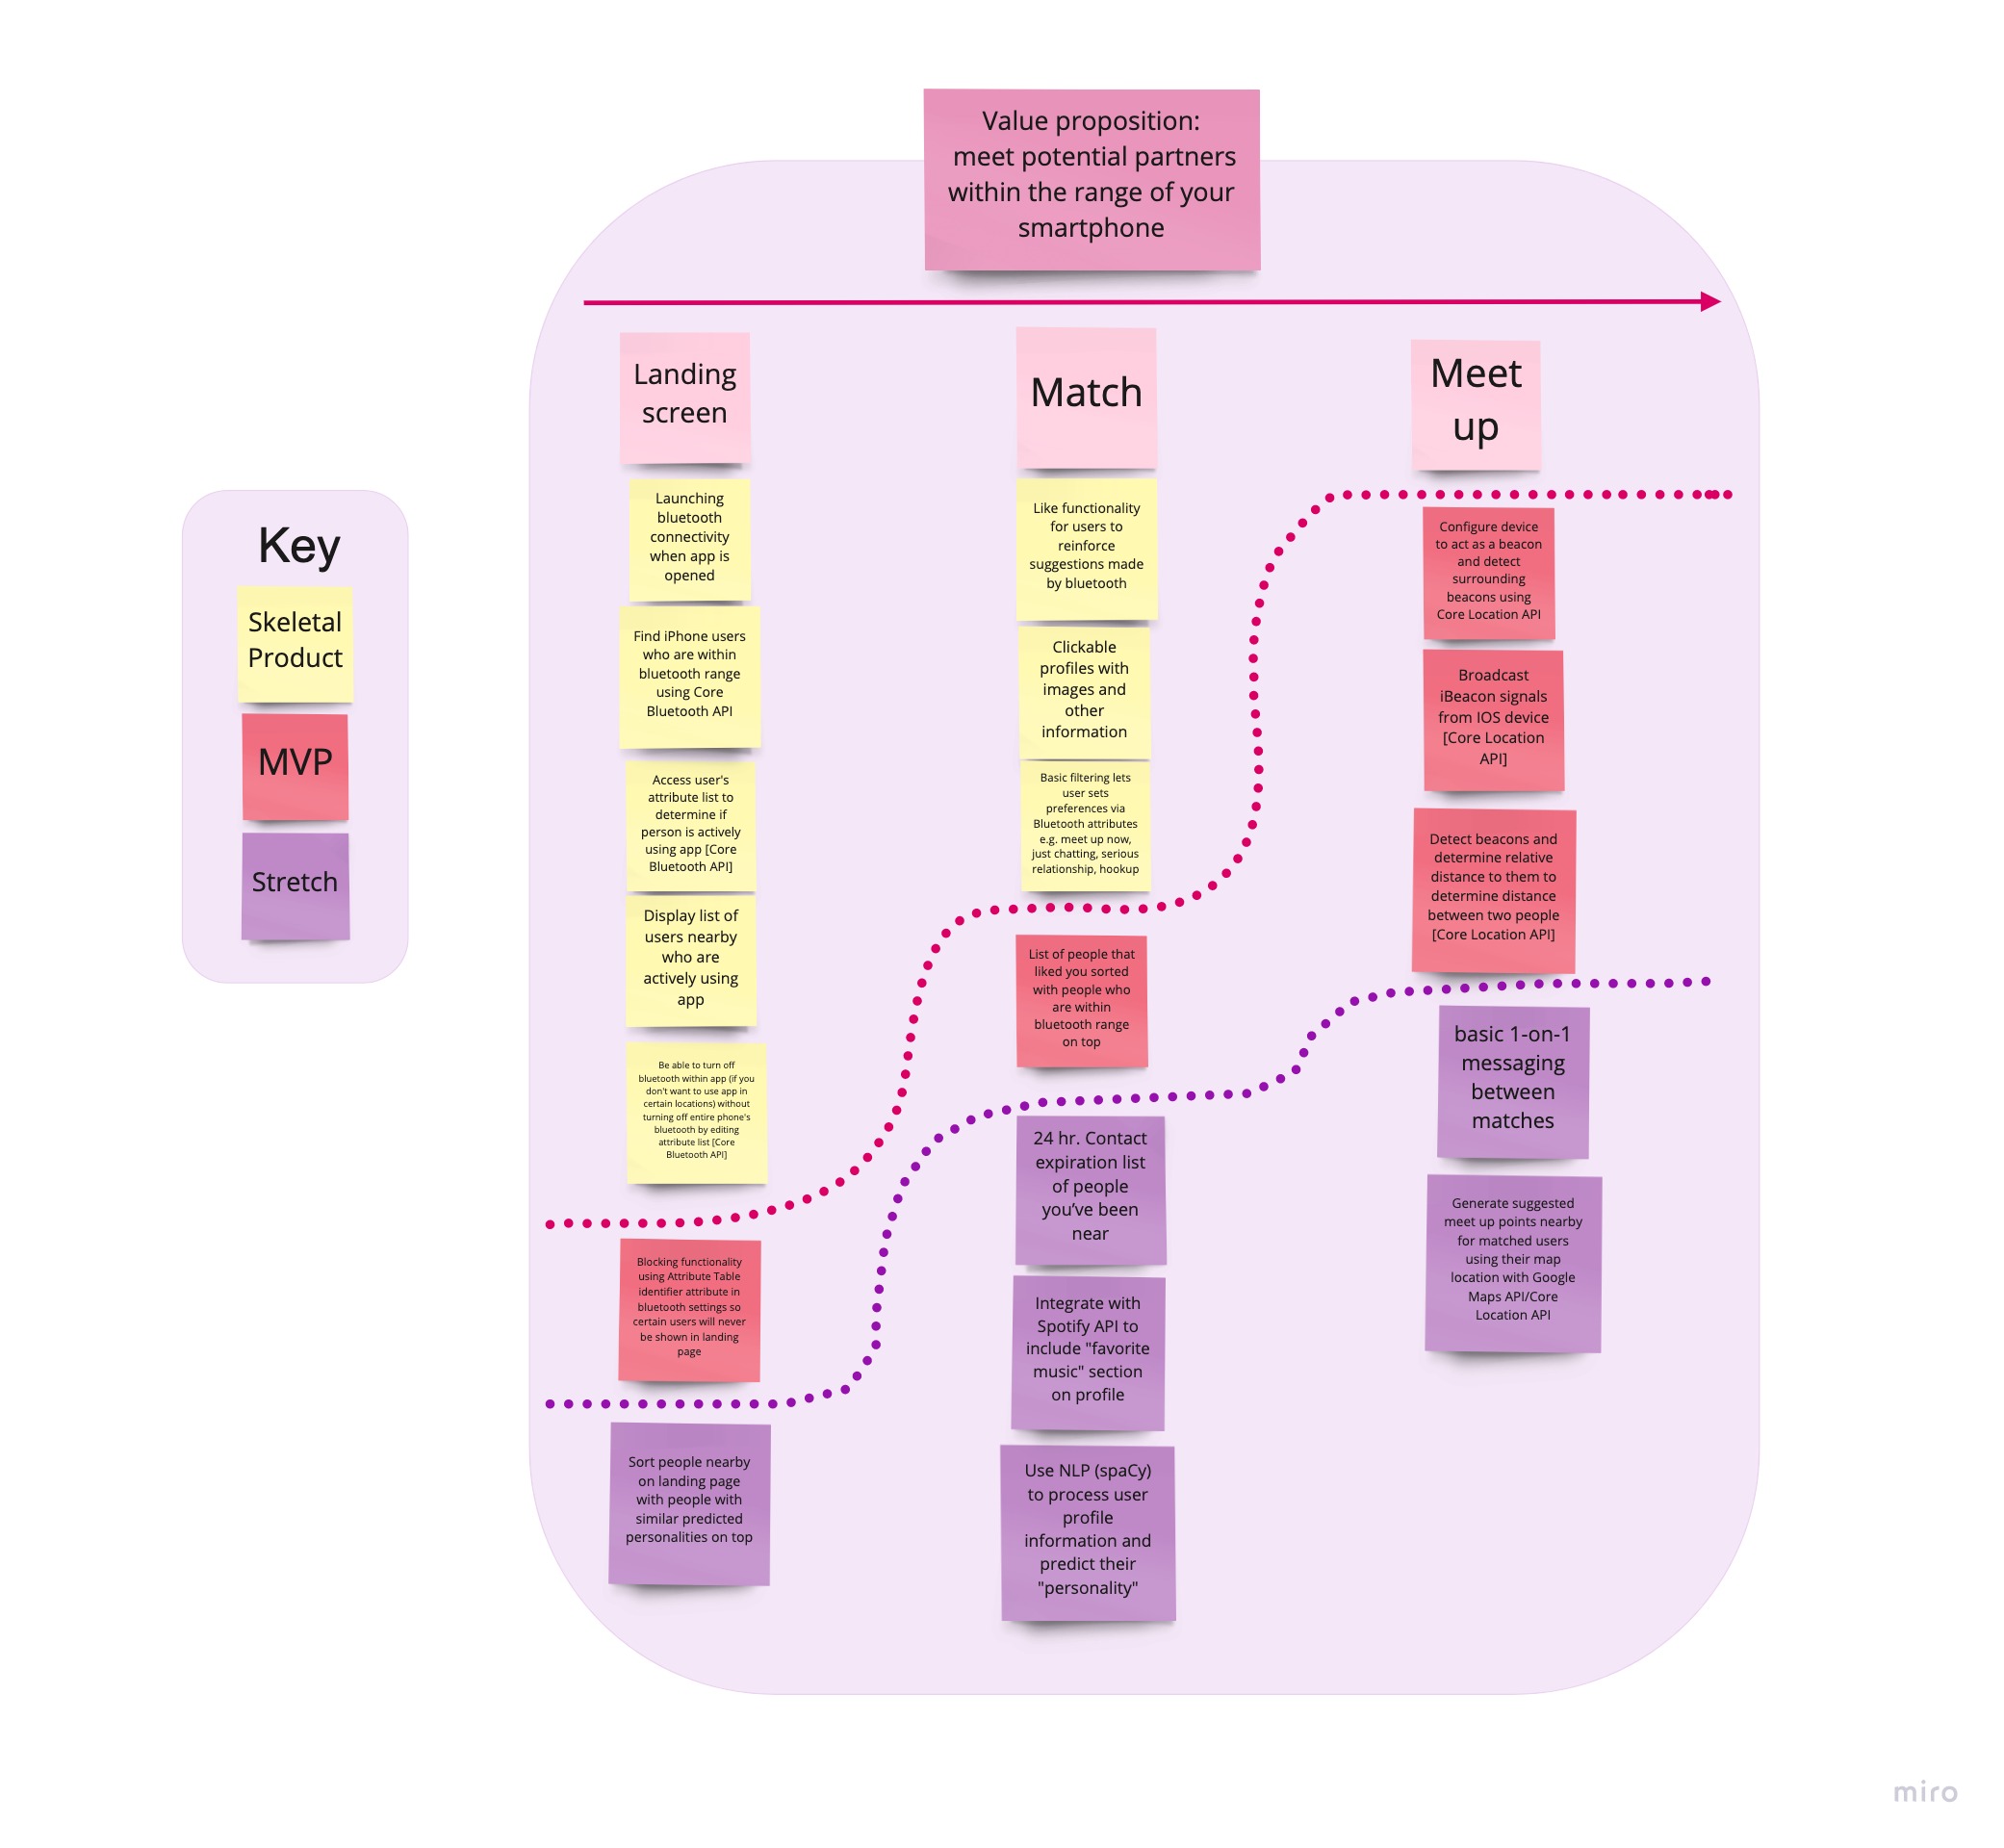 Value proposition:
meet potential partners
within the range of your
smartphone
Key
Skeletal
Product
MVP
Stretch
Landing
screen
Launching
bluetooth
connectivity
when app is
opened
Find iPhone users
who are within
bluetooth range
using Core
Bluetooth API
Access user's
attribute list to
determine if
person is actively
using app [Core
Bluetooth API]
Display list of
users nearby
who are
actively using
app
Be able to turn off
bluetooth within app (if you
don't want to use app in
certain locations) without
turning off entire phone's
bluetooth by editing
attribute list [Core
Bluetooth API]
Blocking functionality
using Attribute Table
identifier attribute in
bluetooth settings so
certain users will never
be shown in landing
page
Sort people nearby
on landing page
with people with
similar predicted
personalities on top
Match
Like functionality
for users to
reinforce
suggestions made
by bluetooth
Clickable
profiles with
images and
other
information
Basic filtering lets
user sets
preferences via
Bluetooth attributes
e.g. meet up now,
just chatting, serious
relationship, hookup
List of people that
liked you sorted
with people who
are within
bluetooth range
on top
24 hr. Contact
expiration list
of people
you’ve been
near
Integrate with
Spotify API to
include "favorite
music" section
on profile
Use NLP (spaCy)
to process user
profile
information and
predict their
"personality"
Meet
up
Configure device
to act as a beacon
and detect
surrounding
beacons using
Core Location API
Broadcast
iBeacon signals
from IOS device
[Core Location
API]
Detect beacons and
determine relative
distance to them to
determine distance
between two people
[Core Location API]
basic 1-on-1
messaging
between
matches
Generate suggested
meet up points nearby
for matched users
using their map
location with Google
Maps API/Core
Location API
miro